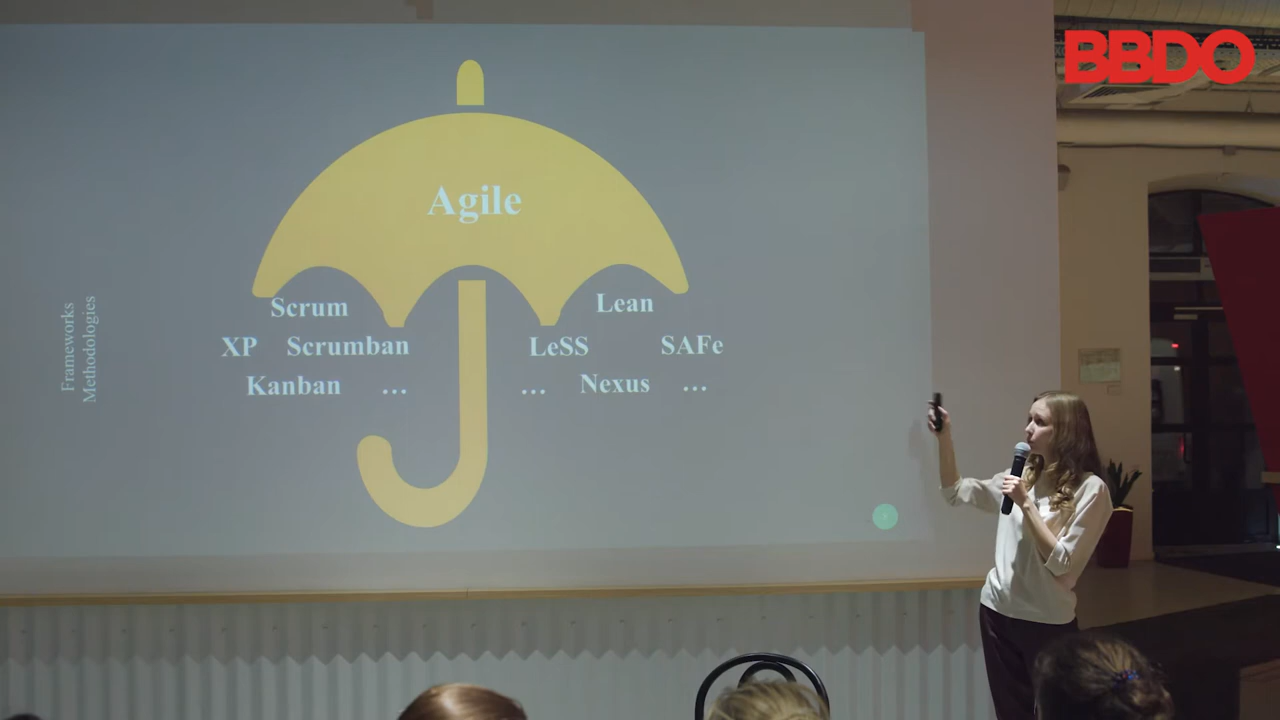 BBDO
Agile
Scrum
Lean
XP Scrumban
LeSS SAFe
Kanban ...
... Nexus ...
Frameworks
Methodologies